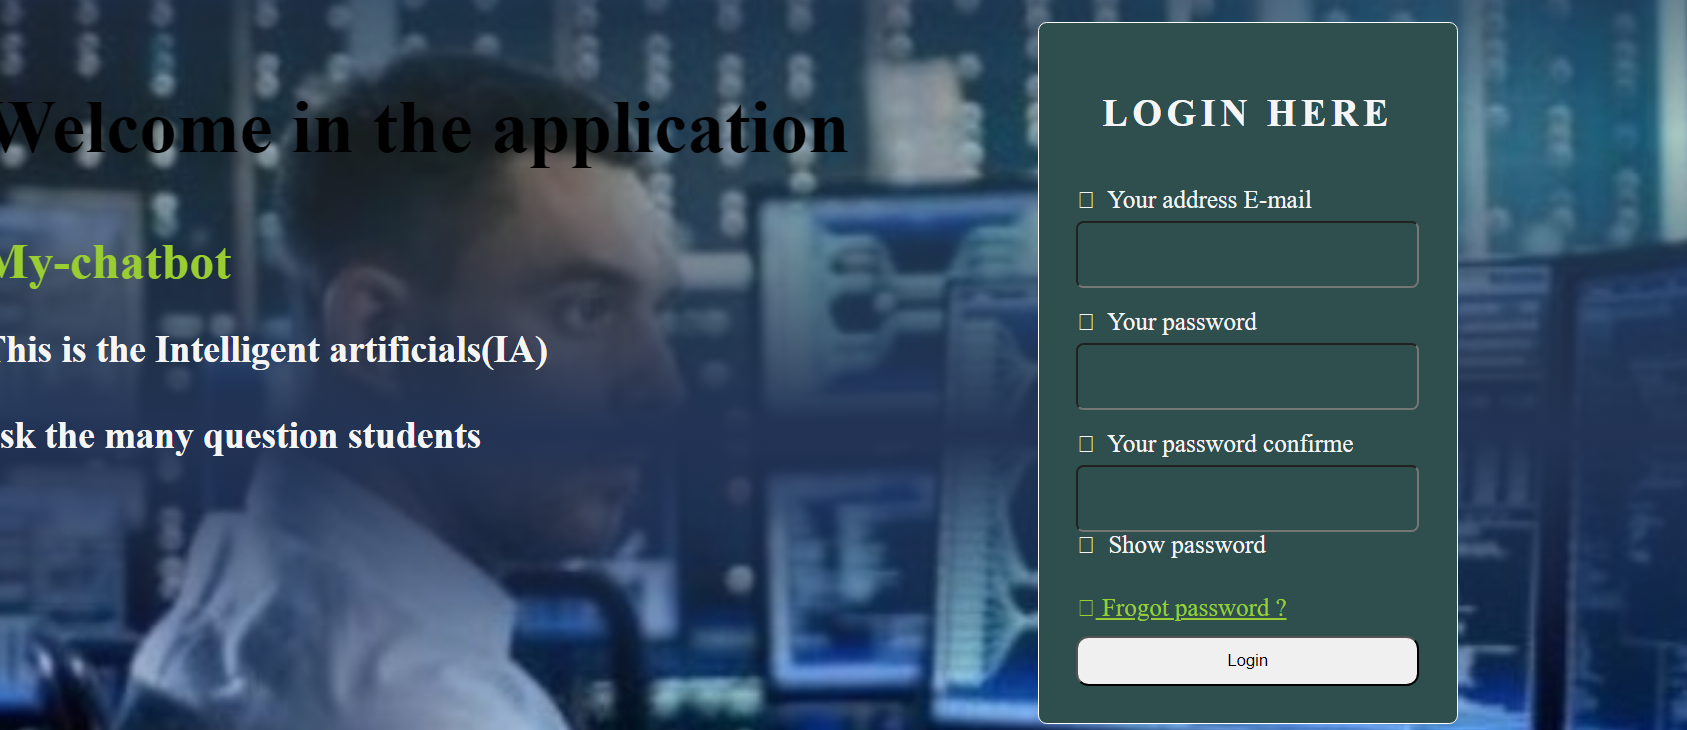 Welcome in the application
My-chatbot
This is the Intelligent artificials(IA)
sk the many question students
LOGIN HERE
Your address E-mail
Your password
Your password confirme
Show password
Frogot password ?
Login